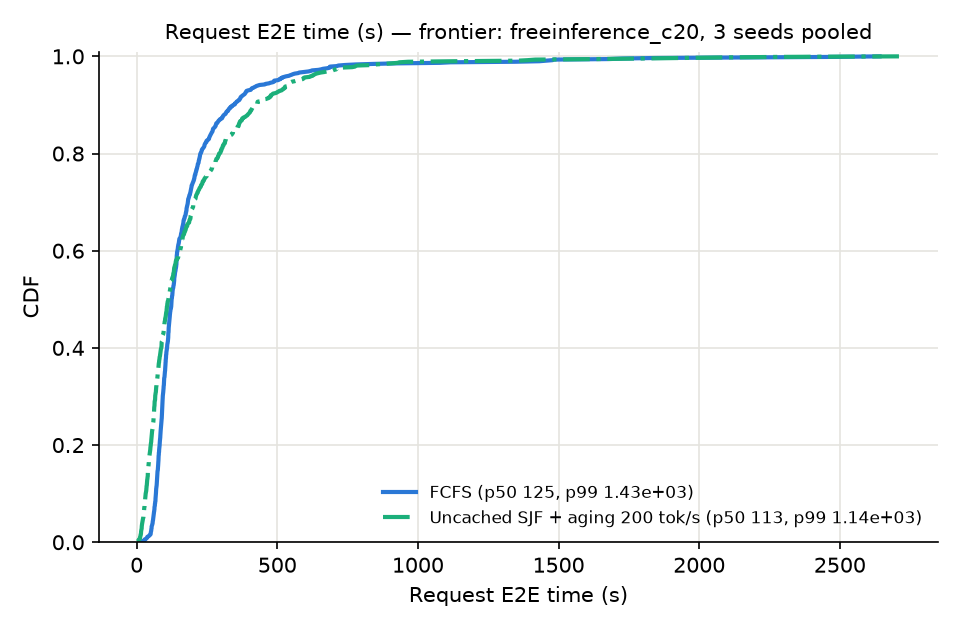 Request E2E time (s) — frontier: freeinference_c20, 3 seeds pooled
1.0
0.8
0.6
0.4
0.2
0.0
CDF
FCFS (p50 125, p99 1.43e+03)
Uncached SJF + aging 200 tok/s (p50 113, p99 1.14e+03)
0 500 1000 1500 2000 2500
Request E2E time (s)